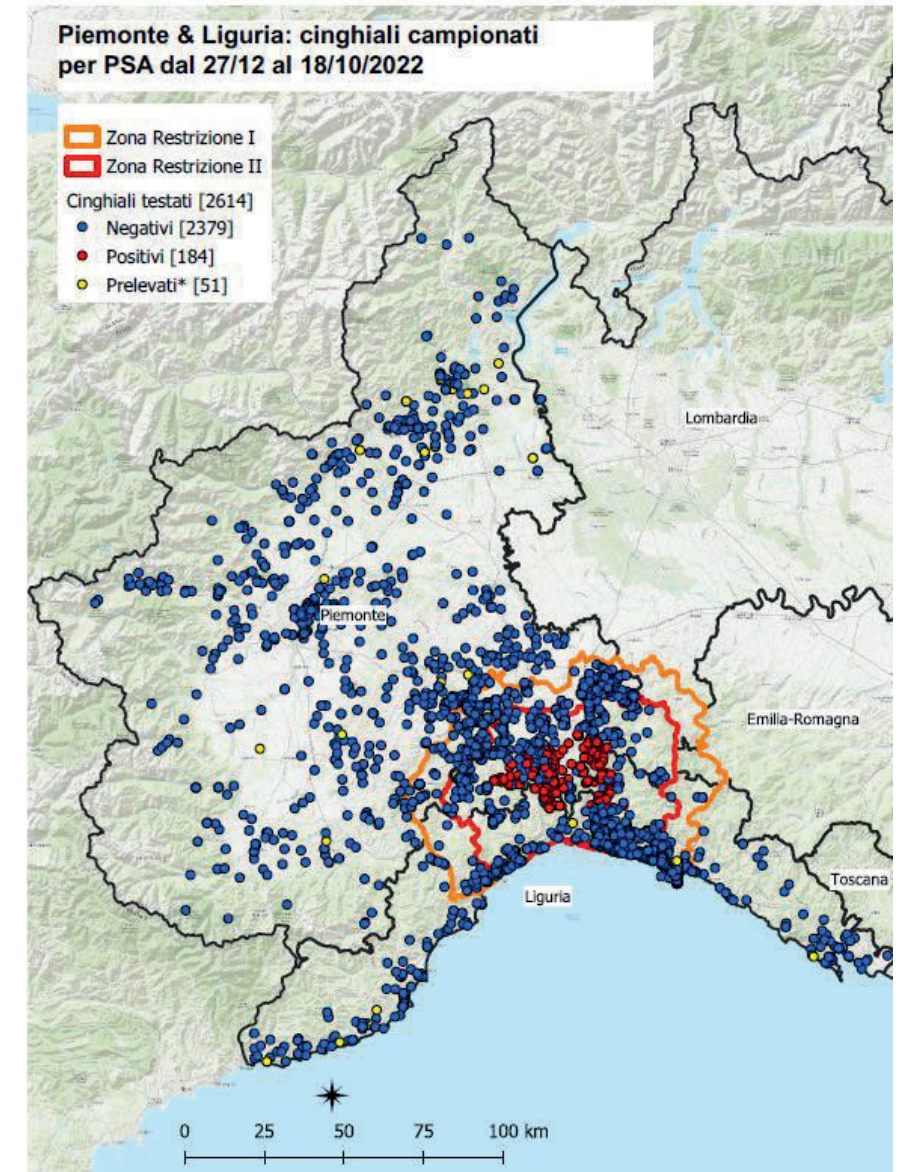 Piemonte & Liguria: cinghiali campionati
per PSA dal 27/12 al 18/10/2022
Zona Restrizione I
Zona Restrizione II
Cinghiali testati [2614]
Negativi [2379]
Positivi [184]
Prelevati* [51]
Lombardia
Piemonte
Emilia-Romagna
Toscana
Liguria
0 25 50 75 100 km